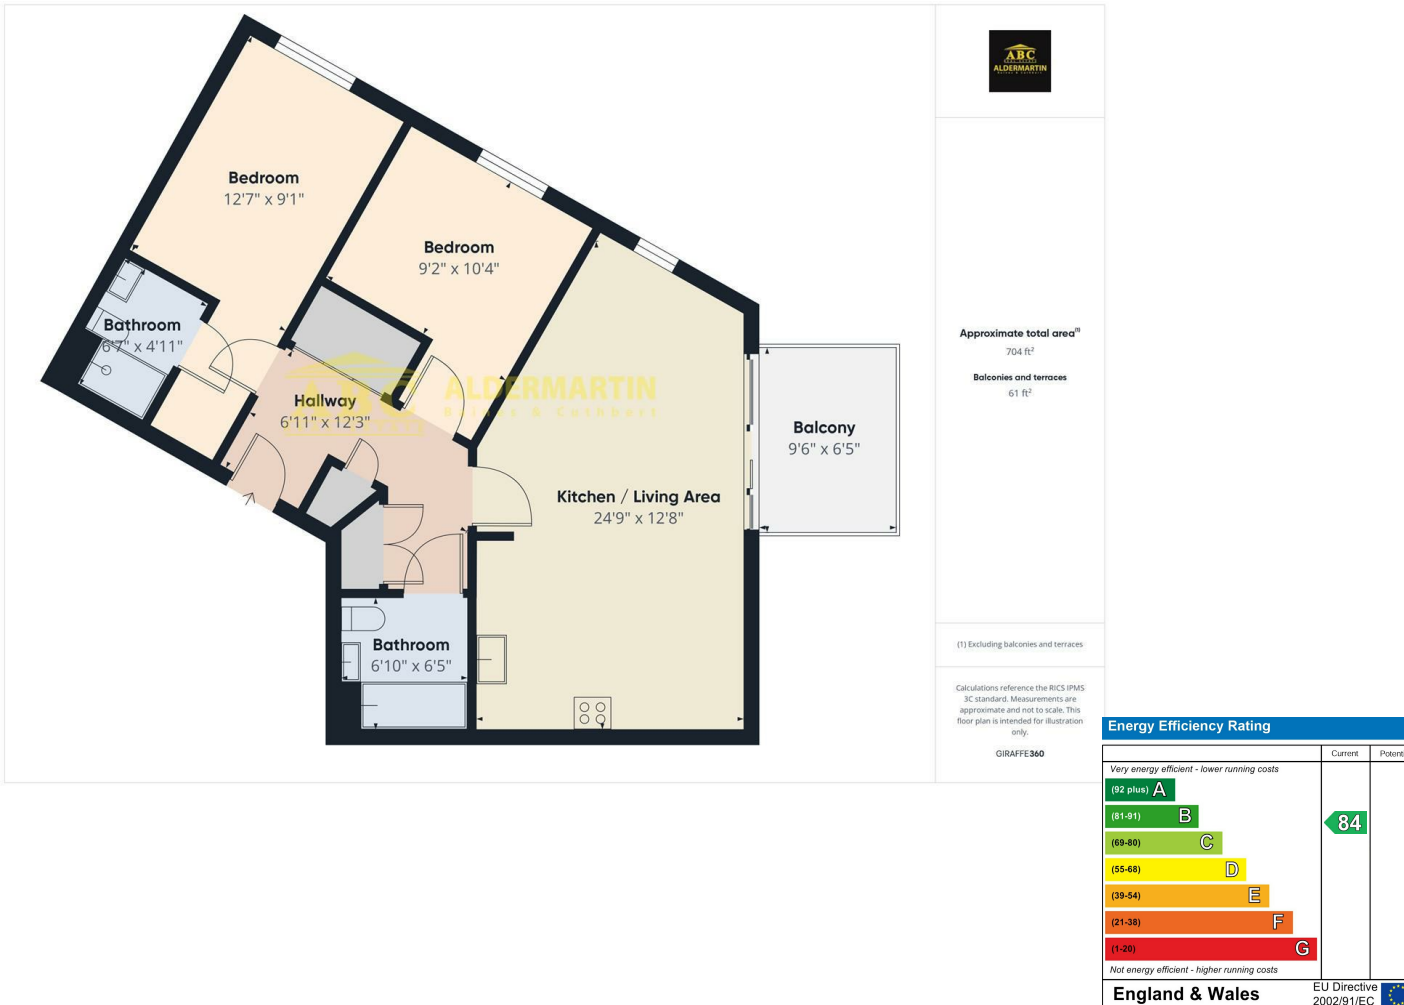 Bedroom
12'7" x 9'1"
Bedroom
9'2" x 10'4"
Bathroom
6'7" x 4'11"
Hallway
6'11" x 12'3"
ABC
ALDERMARTIN
Baines & Cuthbert
Kitchen / Living Area
24'9" x 12'8"
Balcony
9'6" x 6'5"
Bathroom
6'10" x 6'5"
ABC
ALDERMARTIN
Baines & Cuthbert
Approximate total area(1)
704 ft²
Balconies and terraces
61 ft²
(1) Excluding balconies and terraces
Calculations reference the RICS IPMS
3C standard. Measurements are
approximate and not to scale. This
floor plan is intended for illustration
only.
GIRAFFE360
Energy Efficiency Rating
Current Potent
Very energy efficient - lower running costs
(92 plus) A
(81-91) B
84
(69-80) C
(55-68) D
(39-54) E
(21-38) F
(1-20) G
Not energy efficient - higher running costs
England & Wales
EU Directive
2002/91/EC